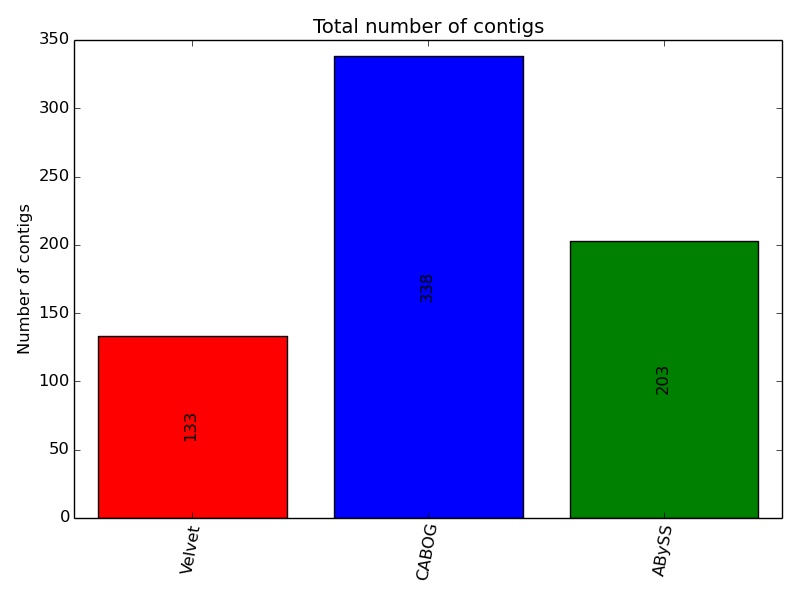 Total number of contigs
Number of contigs
350
300
250
200
150
100
50
0
133
338
203
Velvet
CABOG
ABySS